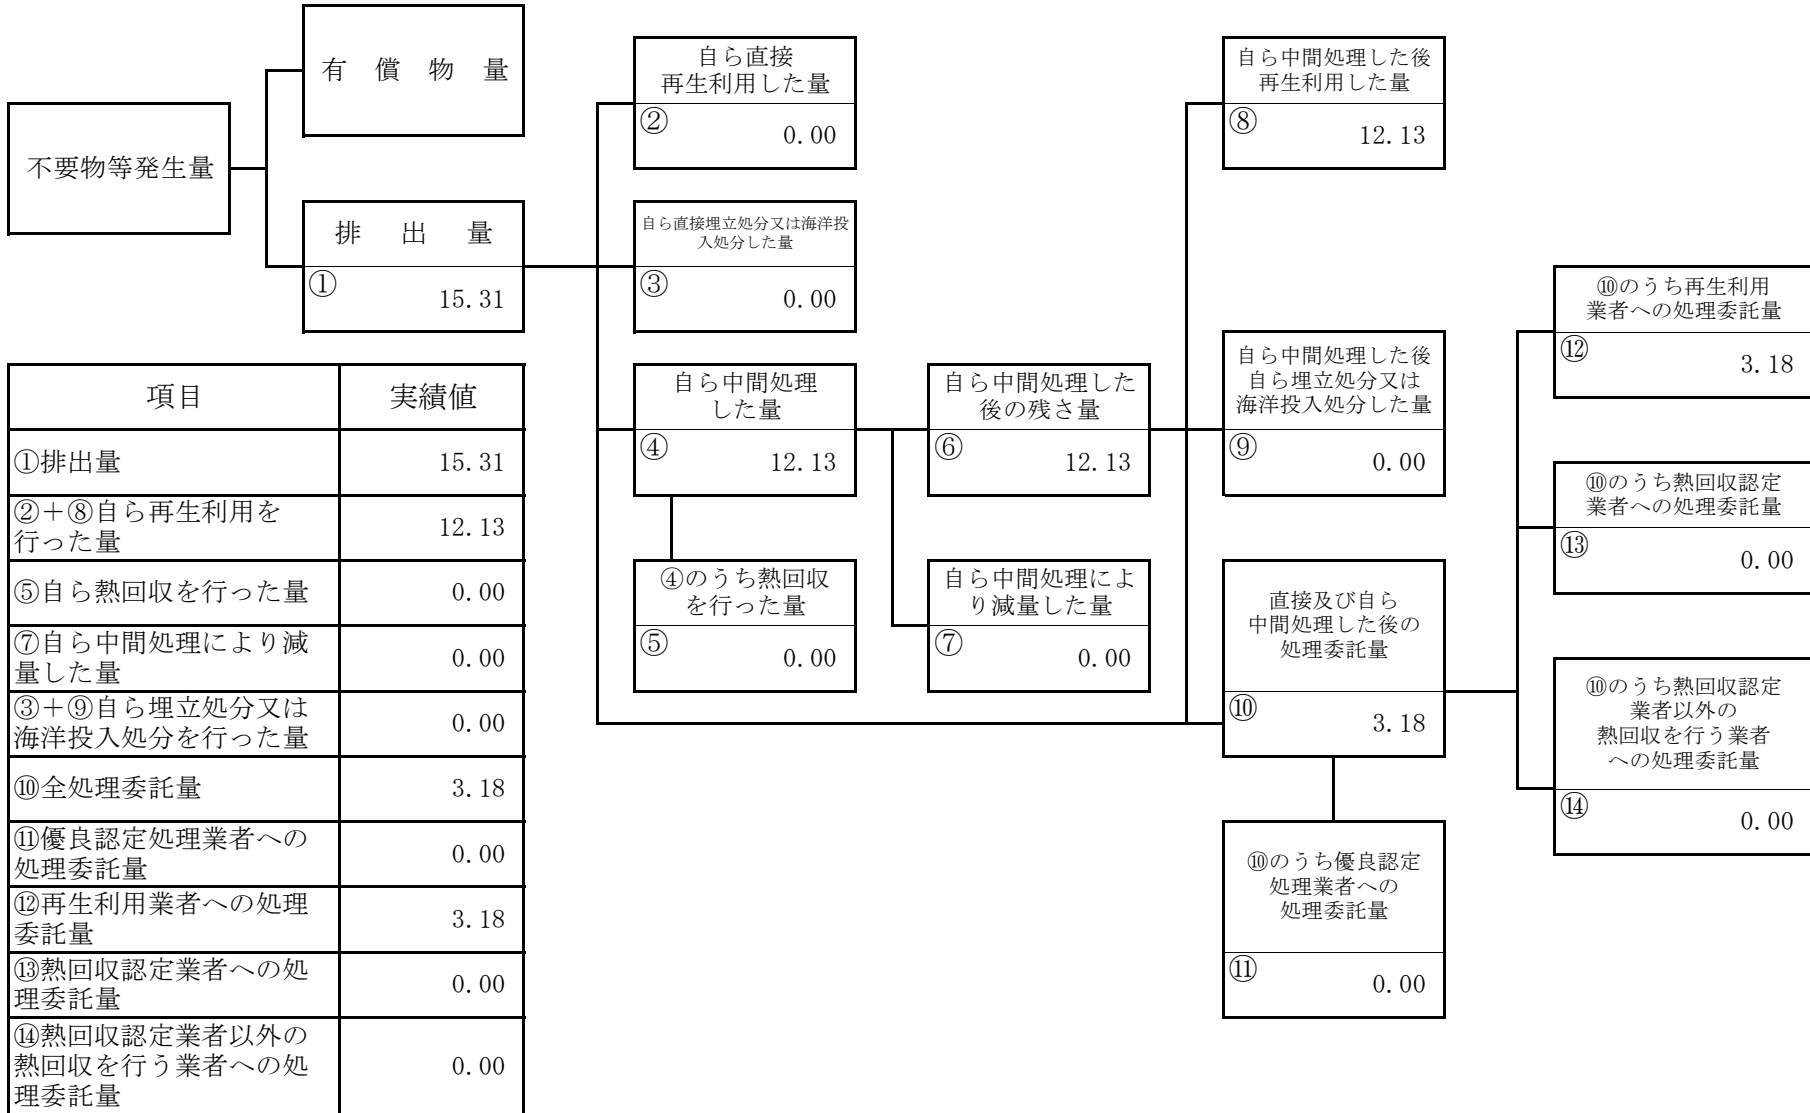 有償物量
不要物等発生量
排出量
①
15.31
自ら直接
再生利用した量
②
0.00
自ら直接埋立処分又は海洋投
入処分した量
③
0.00
自ら中間処理
した量
④
12.13
④のうち熱回収
を行った量
⑤
0.00
自ら中間処理した
後の残さ量
⑥
12.13
自ら中間処理によ
り減量した量
⑦
0.00
自ら中間処理した後
再生利用した量
⑧
12.13
自ら中間処理した後
自ら埋立処分又は
海洋投入処分した量
⑨
0.00
直接及び自ら
中間処理した後の
処理委託量
⑩
3.18
⑩のうち優良認定
処理業者への
処理委託量
⑪
0.00
⑩のうち再生利用
業者への処理委託量
⑫
3.18
⑩のうち熱回収認定
業者への処理委託量
⑬
0.00
⑩のうち熱回収認定
業者以外の
熱回収を行う業者
への処理委託量
⑭
0.00
項目 実績値
①排出量 15.31
②＋⑧自ら再生利用を
行った量 12.13
⑤自ら熱回収を行った量 0.00
⑦自ら中間処理により減
量した量 0.00
③＋⑨自ら埋立処分又は
海洋投入処分を行った量 0.00
⑩全処理委託量 3.18
⑪優良認定処理業者への
処理委託量 0.00
⑫再生利用業者への処理
委託量 3.18
⑬熱回収認定業者への処
理委託量 0.00
⑭熱回収認定業者以外の
熱回収を行う業者への処
理委託量 0.00